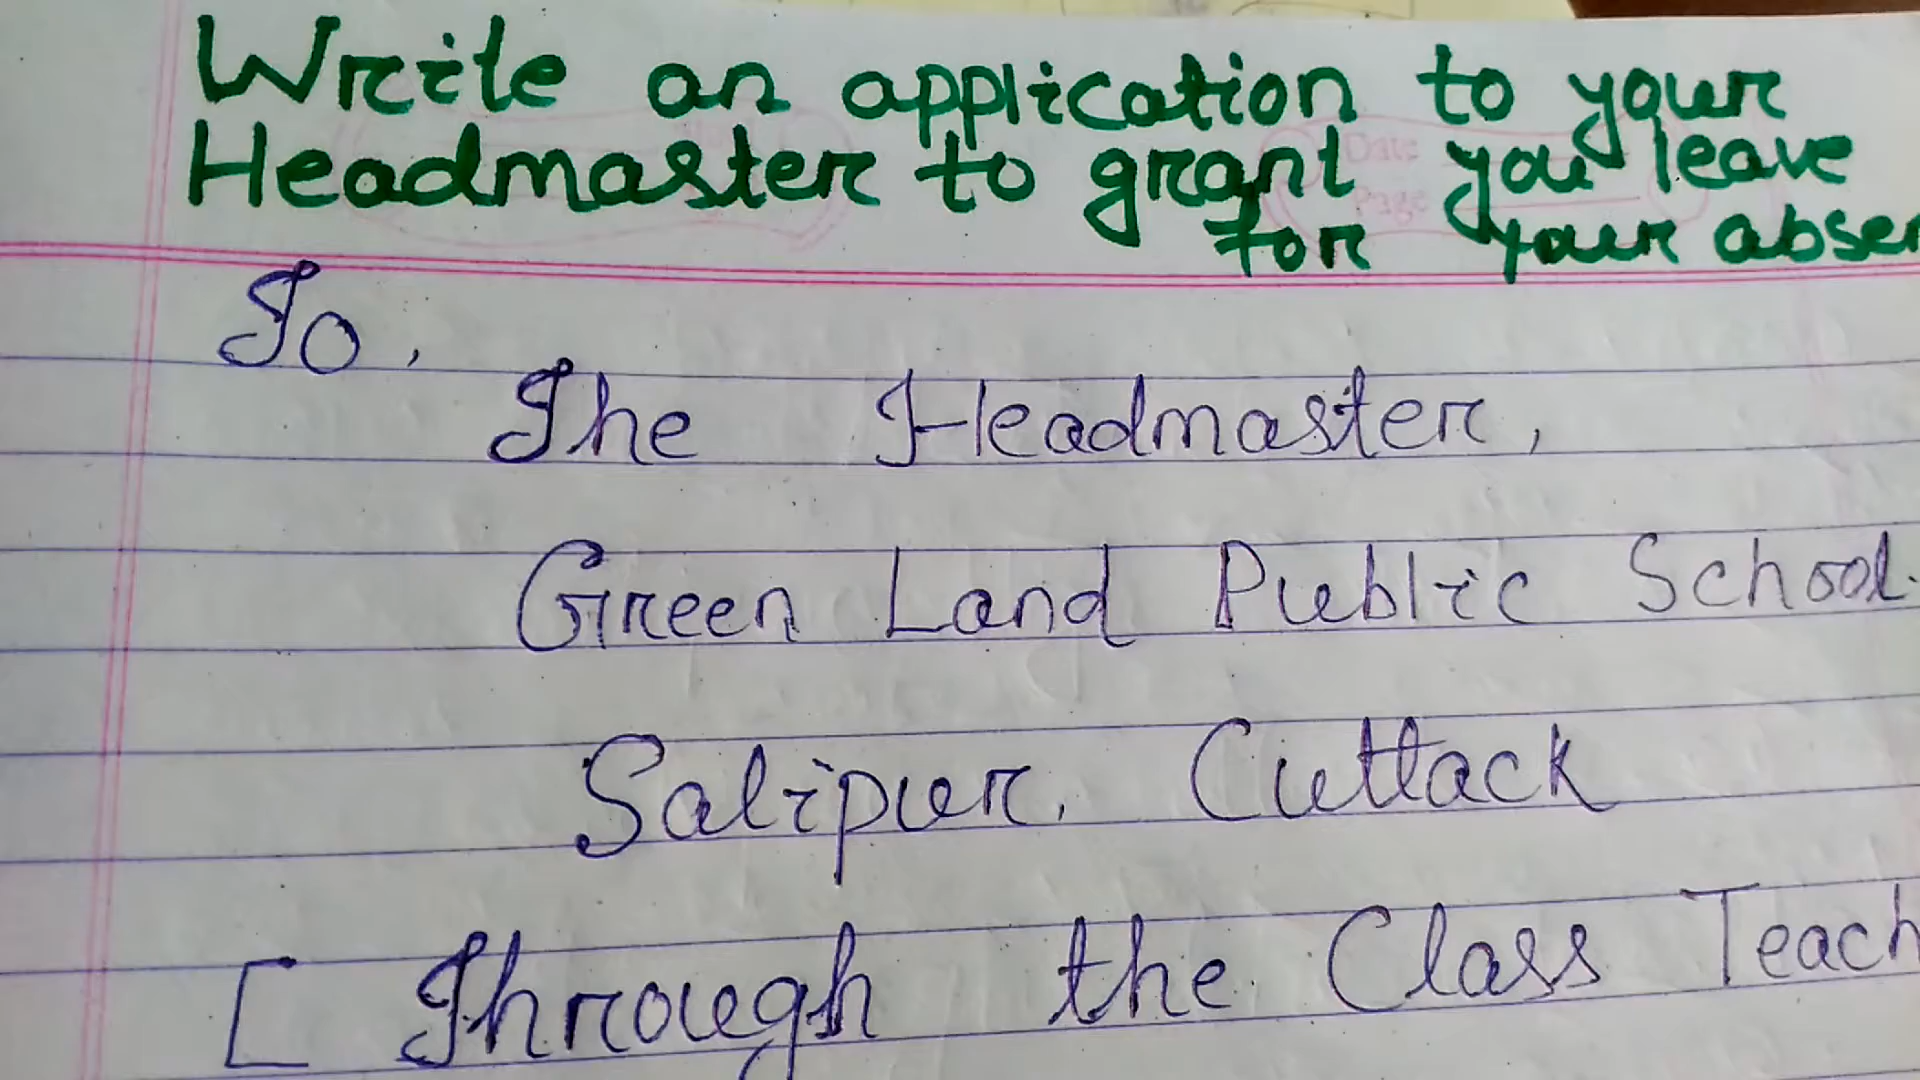 Write an application to your
Headmaster to grant you leave
for your absen
To,
The Headmaster,
Green Land Public School.
Salipur, Cuttack
[ Through the Class Teach